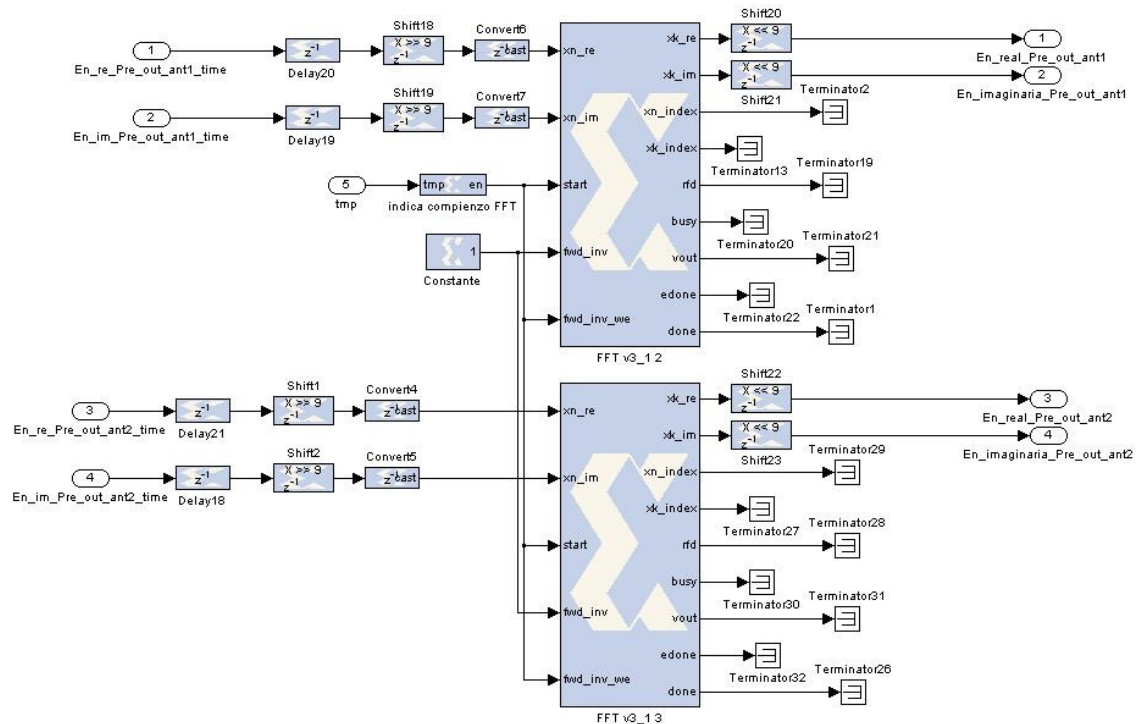 Shift18
Convert6
Shift20
1
z-1
X >> 9
z-1
z-1
cast
xn_re
xk_re
X << 9
z-1
1
En_re_Pre_out_ant1_time
Delay20
En_real_Pre_out_ant1
Shift19
Convert7
xk_im
X << 9
z-1
2
En_imaginaria_Pre_out_ant1
Shift21
Terminator2
2
z-1
X >> 9
z-1
z-1
cast
xn_im
xn_index
En_im_Pre_out_ant1_time
Delay19
xk_index
Terminator13
Terminator19
5
tmp
en
start
rfd
tmp
indica compienzo FFT
busy
Terminator20
Terminator21
1
fwd_inv
vout
Constante
edone
Terminator22
Terminator1
fwd_inv_we
done
FFT v3_1 2
Shift1
Convert4
Shift22
3
z-1
X >> 9
z-1
z-1
cast
xn_re
xk_re
X << 9
z-1
3
En_re_Pre_out_ant2_time
Delay21
En_real_Pre_out_ant2
Shift2
Convert5
xk_im
X << 9
z-1
4
En_imaginaria_Pre_out_ant2
Shift23
Terminator29
4
z-1
X >> 9
z-1
z-1
cast
xn_im
xn_index
En_im_Pre_out_ant2_time
Delay18
xk_index
Terminator27
Terminator28
start
rfd
busy
Terminator30
Terminator31
fwd_inv
vout
edone
Terminator32
Terminator26
fwd_inv_we
done
FFT v3_1 3